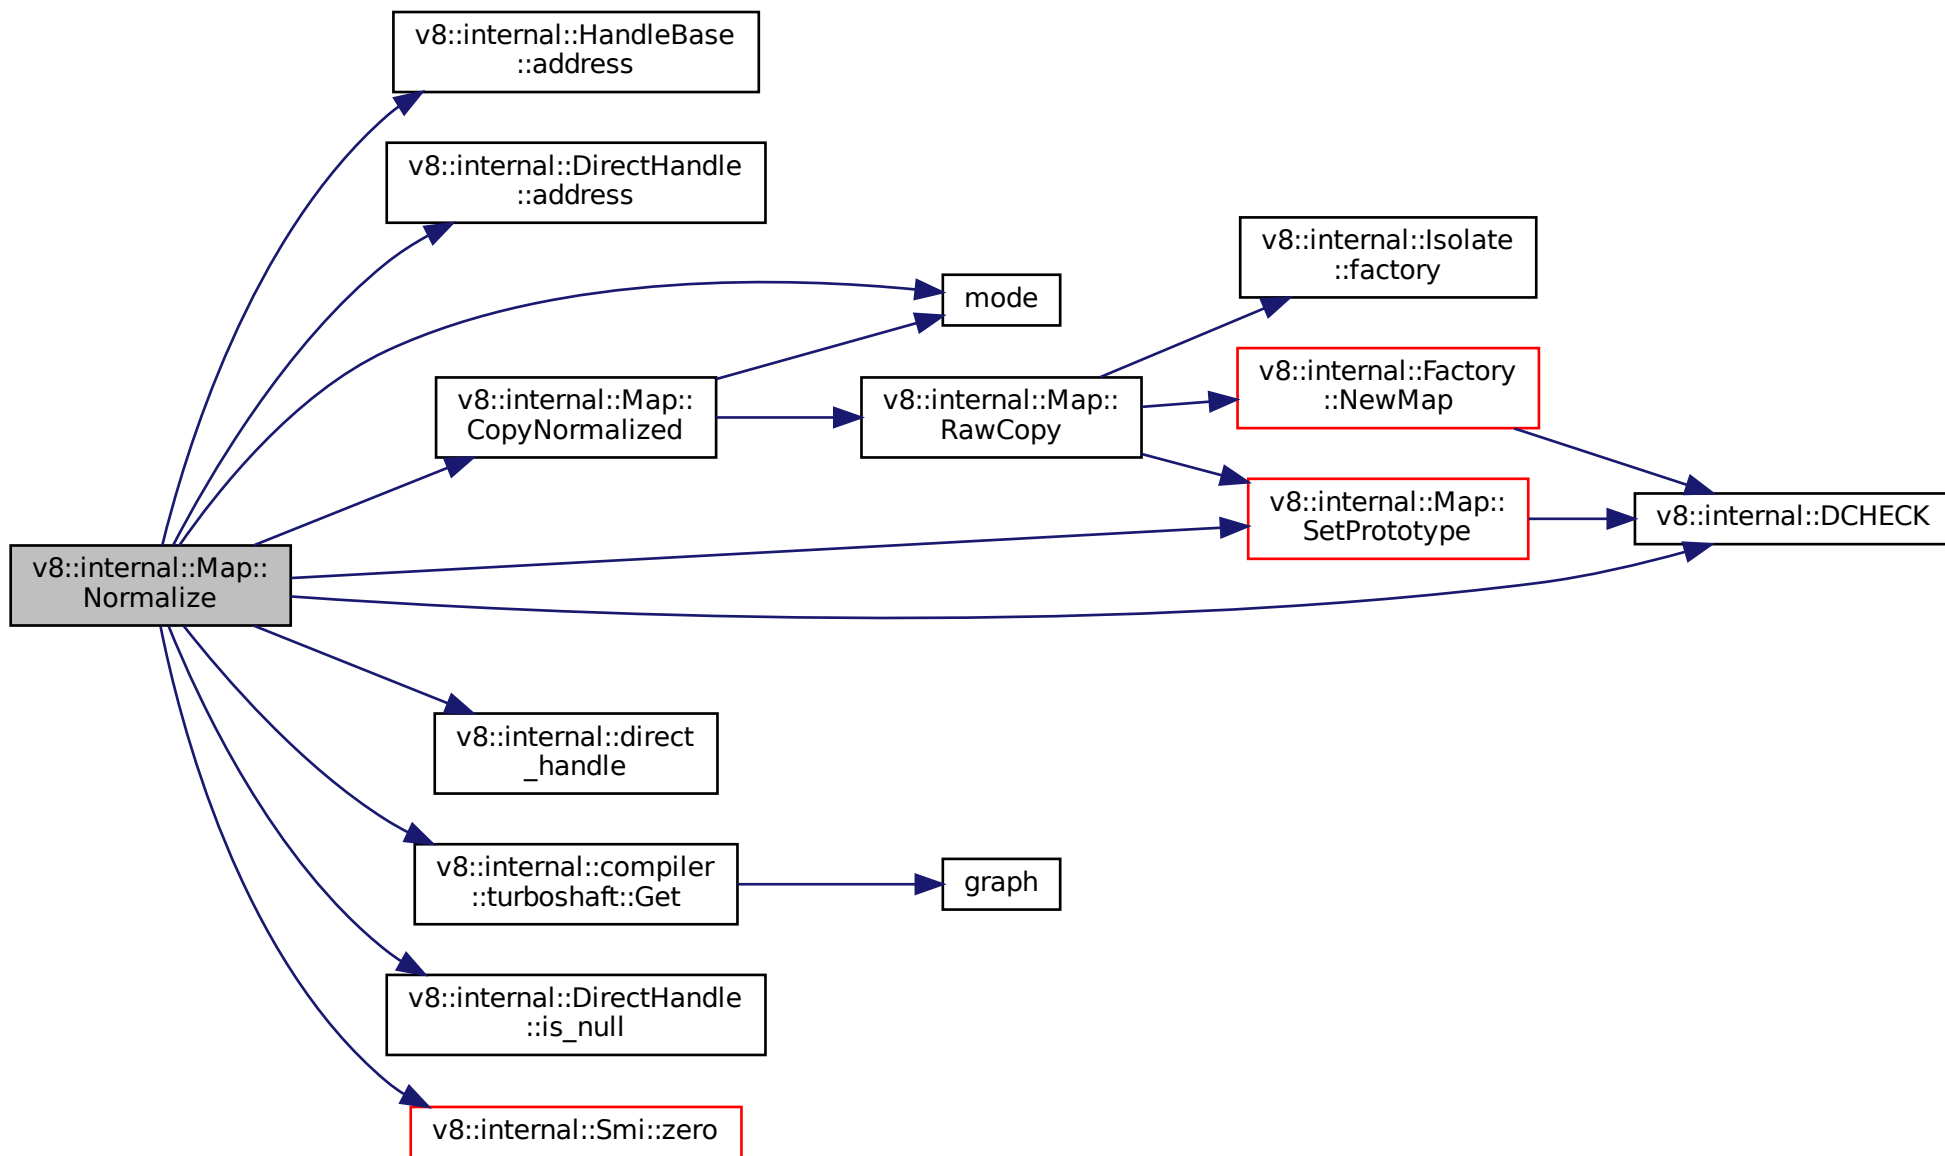 v8::internal::HandleBase
::address
v8::internal::DirectHandle
::address
v8::internal::Isolate
::factory
mode
v8::internal::Factory
::NewMap
v8::internal::Map::
CopyNormalized
v8::internal::Map::
RawCopy
v8::internal::Map::
SetPrototype
v8::internal::DCHECK
v8::internal::Map::
Normalize
v8::internal::direct
_handle
v8::internal::compiler
::turboshaft::Get
graph
v8::internal::DirectHandle
::is_null
v8::internal::Smi::zero